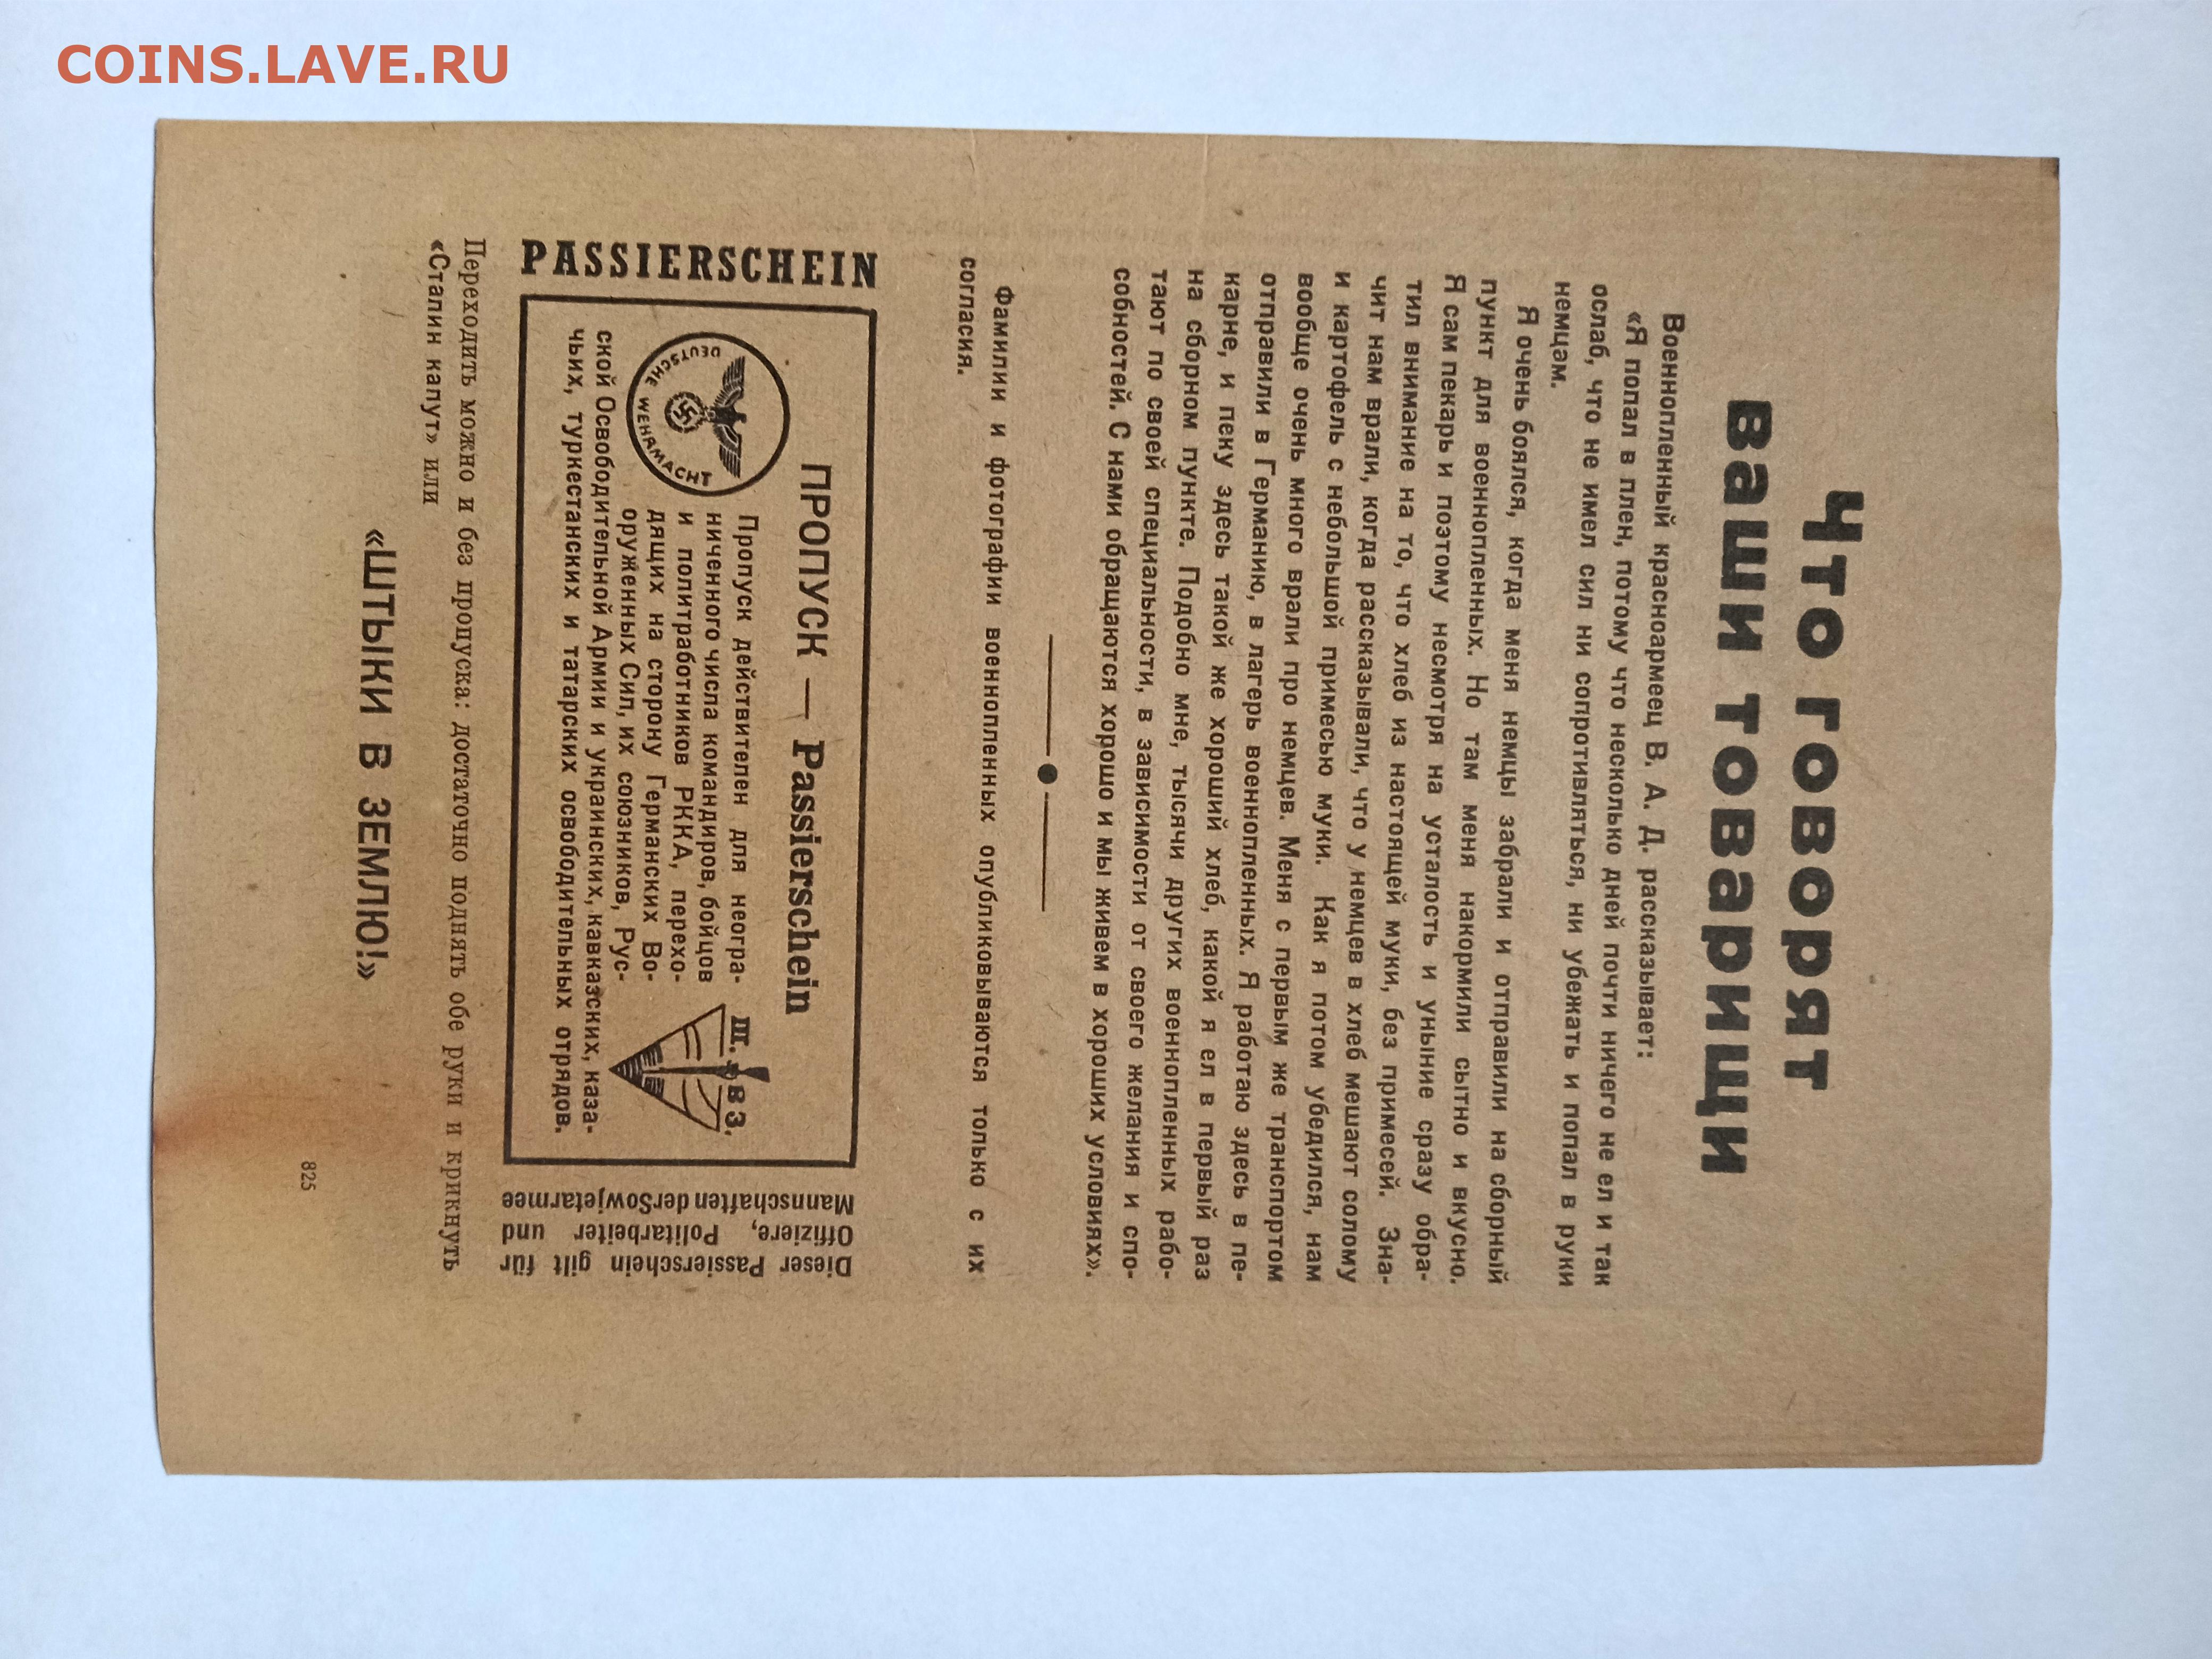 COINS.LAVE.RU
Что говорят
ваши товарищи
Военнопленный красноармеец В. А. Д. рассказывает:
«Я попал в плен, потому что несколько дней почти ничего не ел и так
ослаб, что не имел сил ни сопротивляться, ни убежать и попал в руки
немцам.
Я очень боялся, когда меня немцы забрали и отправили на сборный
пункт для военнопленных. Но там меня накормили сытно и вкусно.
Я сам пекарь и поэтому несмотря на усталость и уныние сразу обра-
тил внимание на то, что хлеб из настоящей муки, без примесей. Зна-
чит нам врали, когда рассказывали, что у немцев в хлеб мешают солому
и картофель с небольшой примесью муки. Как я потом убедился, нам
вообще очень много врали про немцев. Меня с первым же транспортом
отправили в Германию, в лагерь военнопленных. Я работаю здесь в пе-
карне, и пеку здесь такой же хороший хлеб, какой я ел в первый раз
на сборном пункте. Подобно мне, тысячи других военнопленных рабо-
тают по своей специальности, в зависимости от своего желания и спо-
собностей. С нами обращаются хорошо и мы живем в хороших условиях».
Фамилии и фотографии военнопленных опубликовываются только с их
согласия.
PASSIERSCHEIN
ПРОПУСК — Passierschein
DEUTSCHE WEHRMACHT
Пропуск действителен для неогра-
ниченного числа командиров, бойцов
и политработников РККА, перехо-
дящих на сторону Германских Во-
оруженных Сил, их союзников, Рус-
ской Освободительной Армии и украинских, кавказских, каза-
чьих, туркестанских и татарских освободительных отрядов.
Ш. В З.
Dieser Passierschein gilt für
Offiziere, Politarbeiter und
Mannschaften der Sowjetarmee
Переходить можно и без пропуска: достаточно поднять обе руки и крикнуть
«Сталин капут» или
«ШТЫКИ В ЗЕМЛЮ!»
825